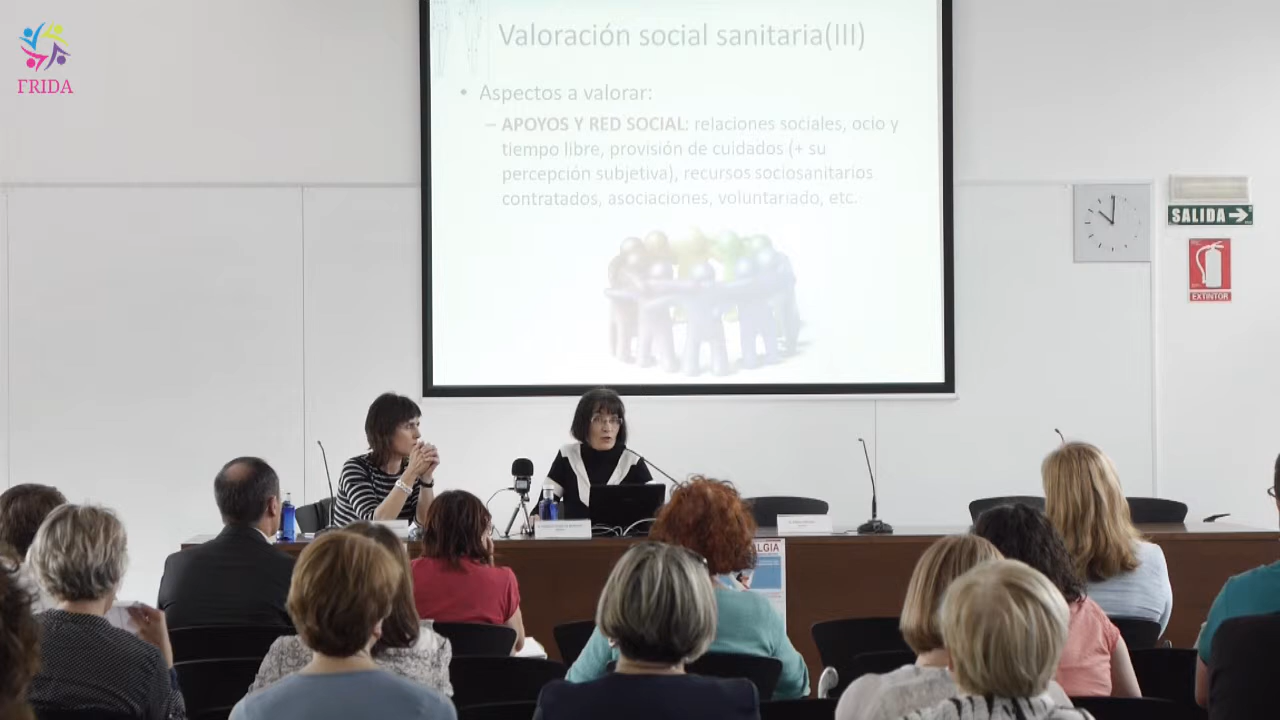 FRIDA
Valoración social sanitaria(III)
• Aspectos a valorar:
– APOYOS Y RED SOCIAL: relaciones sociales, ocio y
tiempo libre, provisión de cuidados (+ su
percepción subjetiva), recursos sociosanitarios
contratados, asociaciones, voluntariado, etc.
SALIDA
EXTINTOR
LGIA